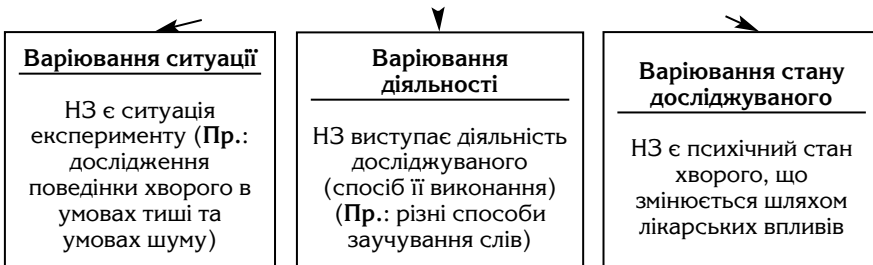 Варіювання ситуації
НЗ є ситуація
експерименту (Пр.:
дослідження
поведінки хворого в
умовах тиші та
умовах шуму)
Варіювання
діяльності
НЗ виступає діяльність
досліджуваного
(спосіб її виконання)
(Пр.: різні способи
заучування слів)
Варіювання стану
досліджуваного
НЗ є психічний стан
хворого, що
змінюється шляхом
лікарських впливів